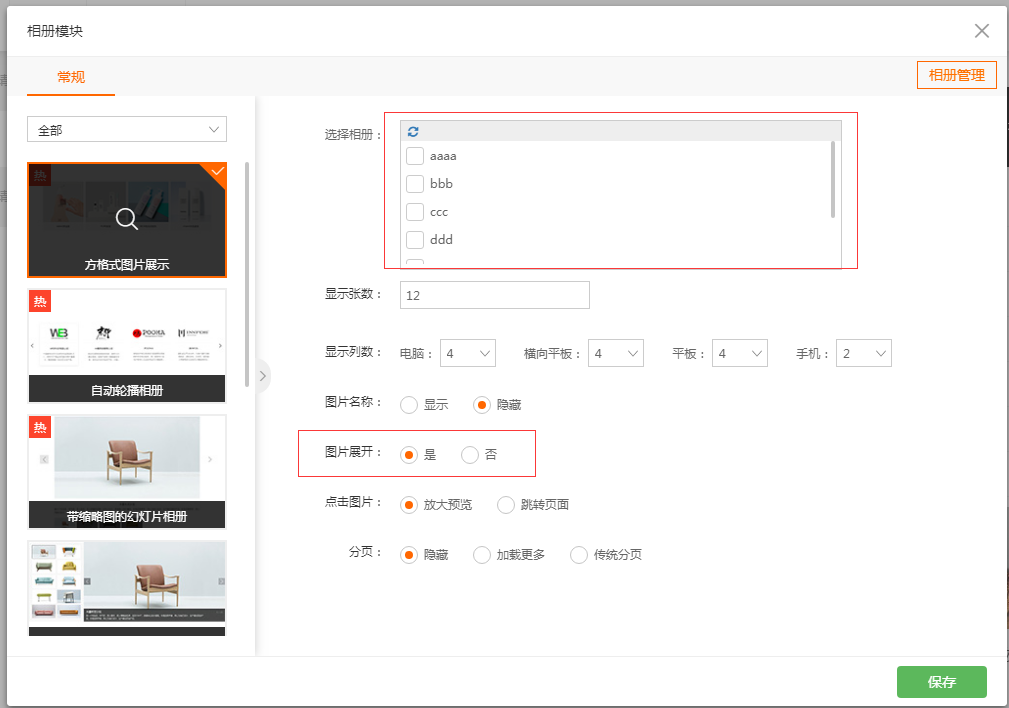 相册模块
常规
相册管理
全部
热
方格式图片展示
热
WEB
POOKA
自动轮播相册
热
带缩略图的幻灯片相册
选择相册：
aaaa
bbb
ccc
ddd
显示张数：
12
显示列数：
电脑： 4 横向平板： 4 平板： 4 手机： 2
图片名称：
显示 隐藏
图片展开：
是 否
点击图片：
放大预览 跳转页面
分页：
隐藏 加载更多 传统分页
保存